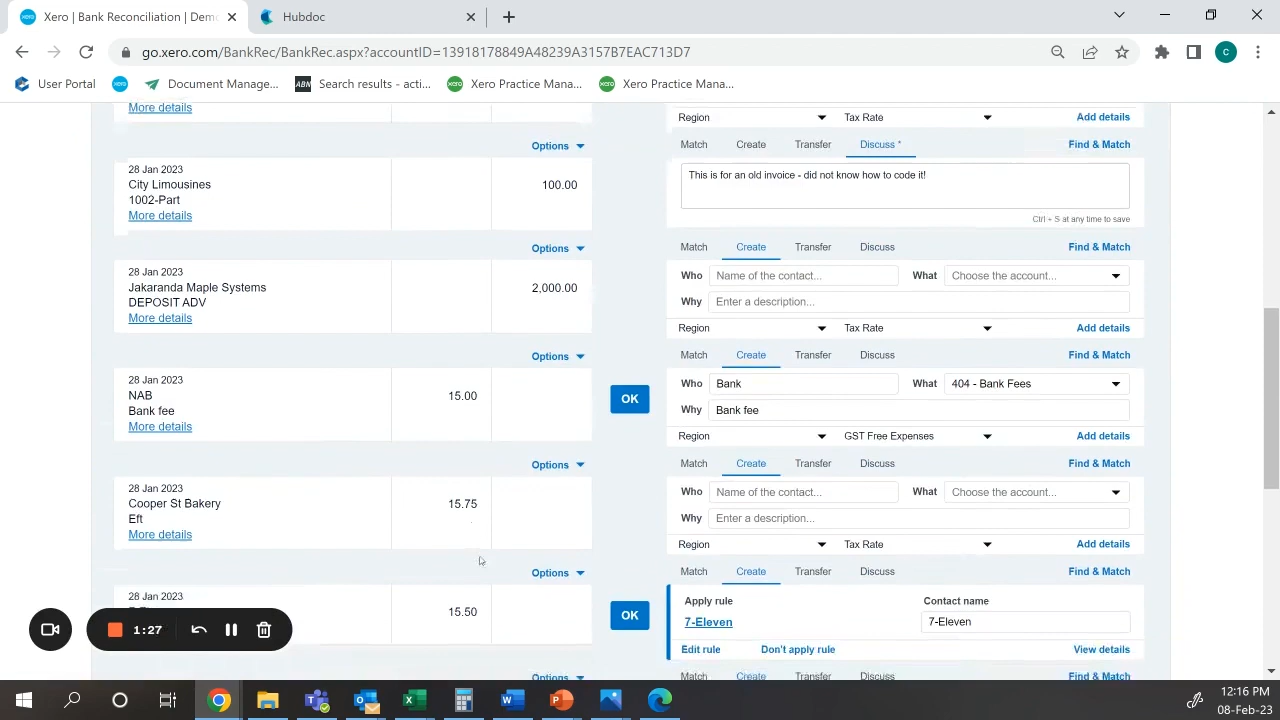 Xero | Bank Reconciliation | Demo
Hubdoc
go.xero.com/BankRec/BankRec.aspx?accountID=13918178849A48239A3157B7EAC713D7
C
User Portal
xero
Document Manage...
ABN
Search results - acti...
xero
Xero Practice Mana...
xero
Xero Practice Mana...
More details
Region
Tax Rate
Add details
Options
Match
Create
Transfer
Discuss *
Find & Match
28 Jan 2023
City Limousines
1002-Part
More details
100.00
This is for an old invoice - did not know how to code it!
Ctrl + S at any time to save
Options
Match
Create
Transfer
Discuss
Find & Match
28 Jan 2023
Jakaranda Maple Systems
DEPOSIT ADV
More details
2,000.00
Who
Name of the contact...
What
Choose the account...
Why
Enter a description...
Region
Tax Rate
Add details
Options
Match
Create
Transfer
Discuss
Find & Match
28 Jan 2023
NAB
Bank fee
More details
15.00
OK
Who
Bank
What
404 - Bank Fees
Why
Bank fee
Region
GST Free Expenses
Add details
Options
Match
Create
Transfer
Discuss
Find & Match
28 Jan 2023
Cooper St Bakery
Eft
More details
15.75
Who
Name of the contact...
What
Choose the account...
Why
Enter a description...
Region
Tax Rate
Add details
Options
Match
Create
Transfer
Discuss
Find & Match
28 Jan 2023
15.50
OK
Apply rule
7-Eleven
Contact name
7-Eleven
Edit rule
Don't apply rule
View details
1:27
Options
Match
Create
Transfer
Discuss
Find & Match
12:16 PM
08-Feb-23